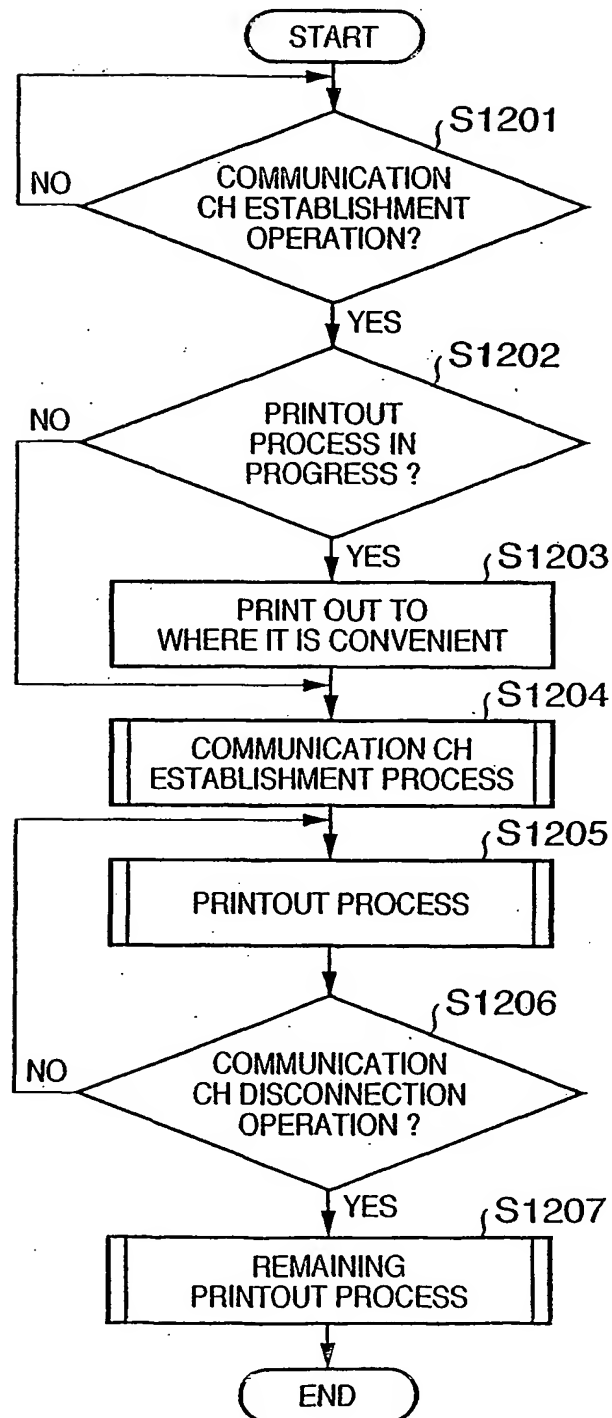 START
S1201
COMMUNICATION
CH ESTABLISHMENT
OPERATION?
NO
YES
S1202
PRINTOUT
PROCESS IN
PROGRESS ?
NO
YES
S1203
PRINT OUT TO
WHERE IT IS CONVENIENT
S1204
COMMUNICATION CH
ESTABLISHMENT PROCESS
S1205
PRINTOUT PROCESS
S1206
COMMUNICATION
CH DISCONNECTION
OPERATION ?
NO
YES
S1207
REMAINING
PRINTOUT PROCESS
END